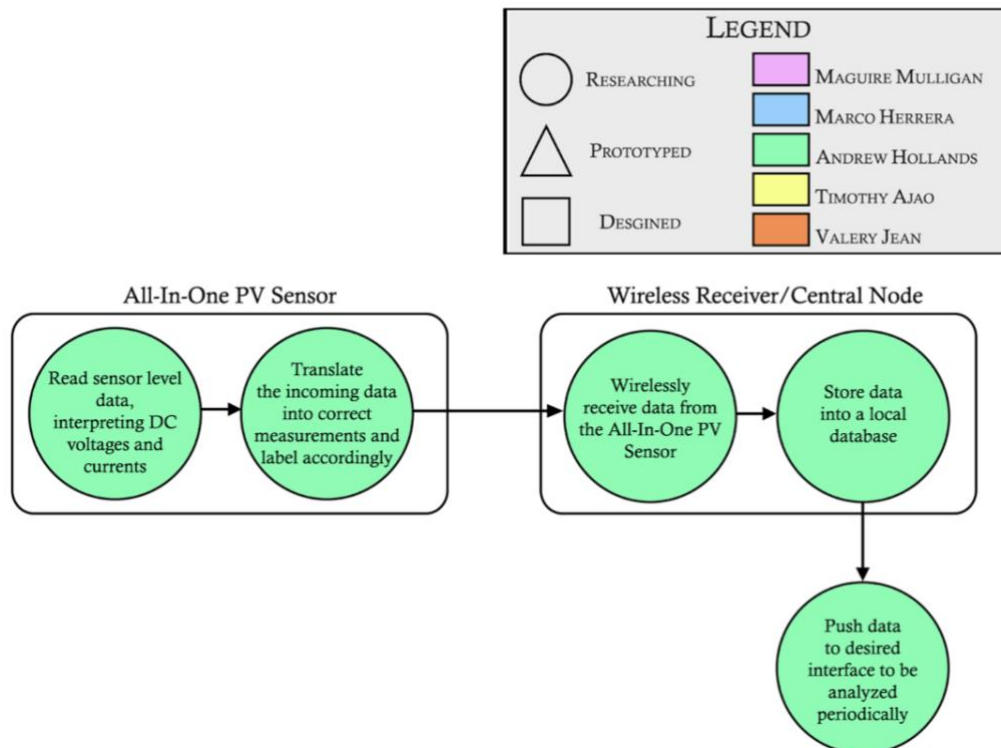 LEGEND
RESEARCHING
PROTOTYPED
DESGINED
MAGUIRE MULLIGAN
MARCO HERRERA
ANDREW HOLLANDS
TIMOTHY AJAO
VALERY JEAN
All-In-One PV Sensor
Read sensor level
data,
interpreting DC
voltages and
currents
Translate
the incoming data
into correct
measurements and
label accordingly
Wireless Receiver/Central Node
Wirelessly
receive data from
the All-In-One PV
Sensor
Store data
into a local
database
Push data
to desired
interface to be
analyzed
periodically